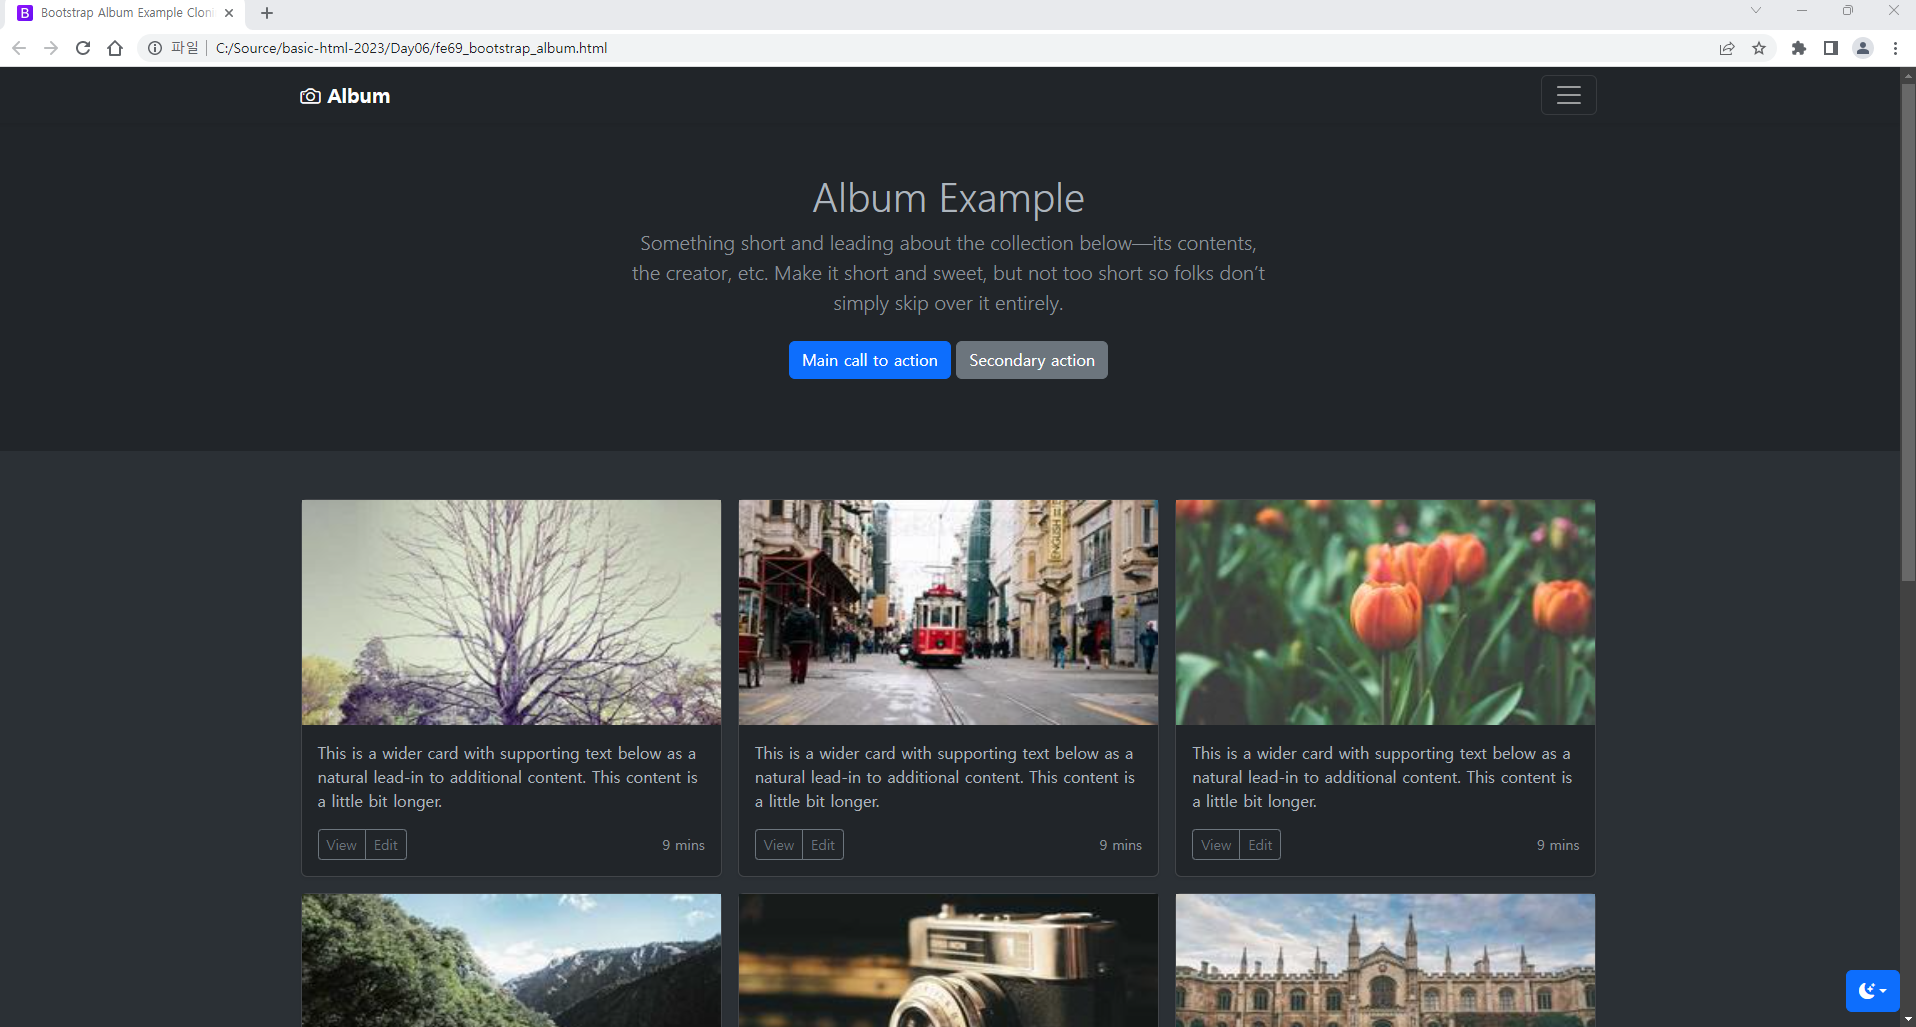 B Bootstrap Album Example Cloni
파일 C:/Source/basic-html-2023/Day06/fe69_bootstrap_album.html
Album
Album Example
Something short and leading about the collection below—its contents,
the creator, etc. Make it short and sweet, but not too short so folks don’t
simply skip over it entirely.
Main call to action Secondary action
ENGLISH
This is a wider card with supporting text below as a
natural lead-in to additional content. This content is
a little bit longer.
View Edit 9 mins
This is a wider card with supporting text below as a
natural lead-in to additional content. This content is
a little bit longer.
View Edit 9 mins
This is a wider card with supporting text below as a
natural lead-in to additional content. This content is
a little bit longer.
View Edit 9 mins